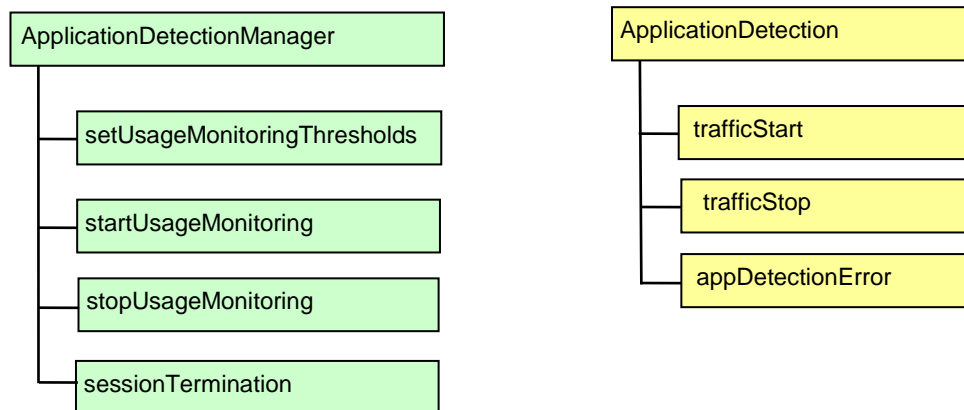 ApplicationDetectionManager
setUsageMonitoringThresholds
startUsageMonitoring
stopUsageMonitoring
sessionTermination
ApplicationDetection
trafficStart
trafficStop
appDetectionError